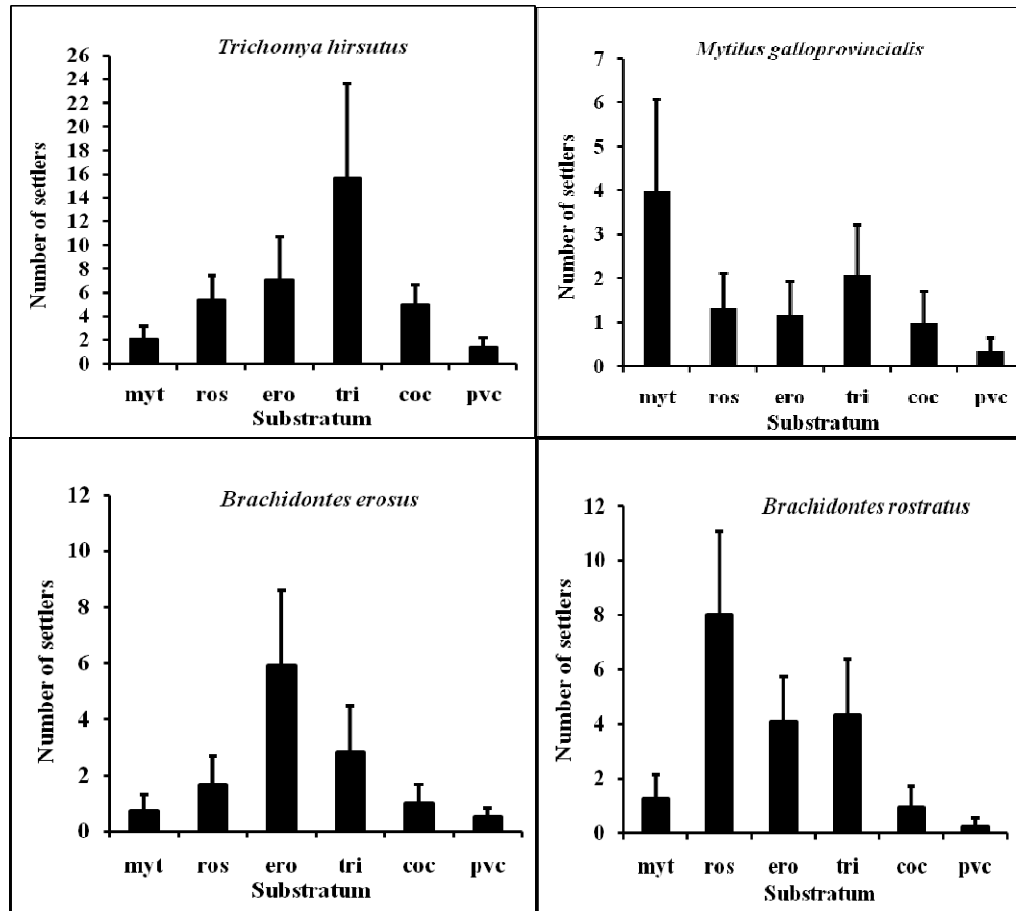 Trichomya hirsutus
Number of settlers
26
24
22
20
18
16
14
12
10
8
6
4
2
0
myt ros ero tri coc pvc
Substratum
Mytilus galloprovincialis
Number of settlers
7
6
5
4
3
2
1
0
myt ros ero tri coc pvc
Substratum
Brachidontes erosus
Number of settlers
12
10
8
6
4
2
0
myt ros ero tri coc pvc
Substratum
Brachidontes rostratus
Number of settlers
12
10
8
6
4
2
0
myt ros ero tri coc pvc
Substratum